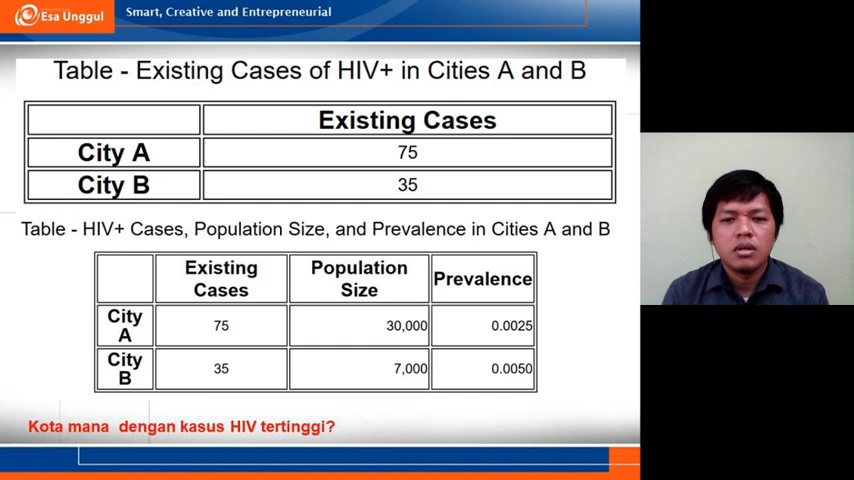 Esa Unggul
Smart, Creative and Entrepreneurial
Table - Existing Cases of HIV+ in Cities A and B
Existing Cases
City A 75
City B 35
Table - HIV+ Cases, Population Size, and Prevalence in Cities A and B
Existing Cases Population Size Prevalence
City A 75 30,000 0.0025
City B 35 7,000 0.0050
Kota mana dengan kasus HIV tertinggi?